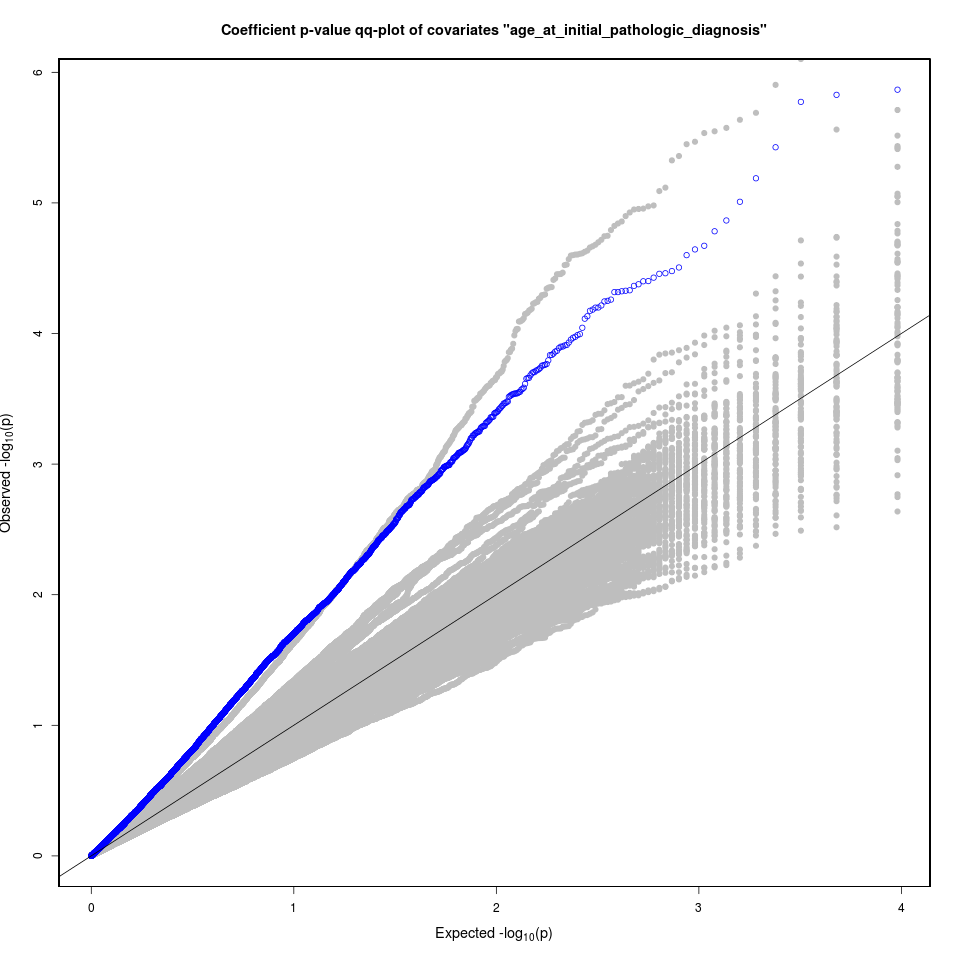 Coefficient p-value qq-plot of covariates "age_at_initial_pathologic_diagnosis"
6
5
4
3
2
1
0
Observed -log10(p)
0 1 2 3 4
Expected -log10(p)